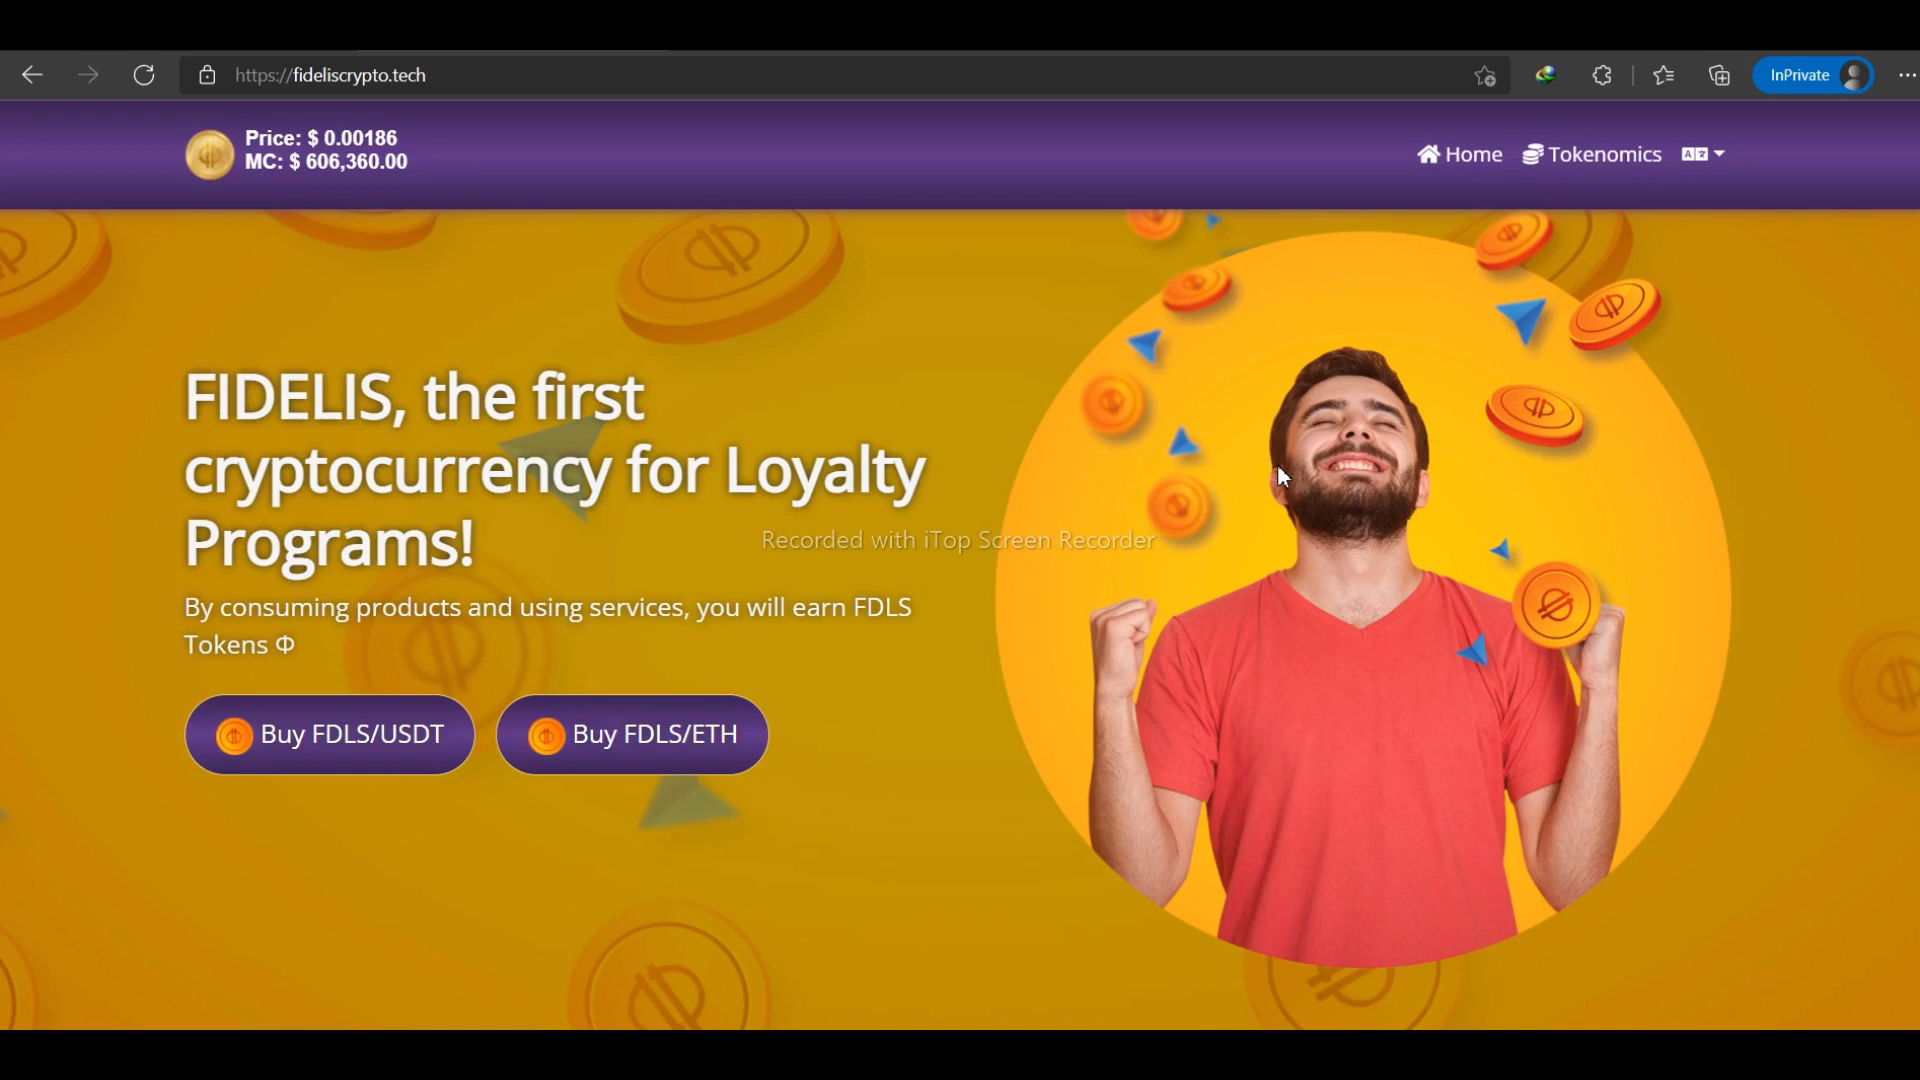 https://fideliscrypto.tech
InPrivate
Price: $ 0.00186
MC: $ 606,360.00
Home
Tokenomics
FIDELIS, the first
cryptocurrency for Loyalty
Programs!
Recorded with iTop Screen Recorder
By consuming products and using services, you will earn FDLS
Tokens Φ
Buy FDLS/USDT
Buy FDLS/ETH